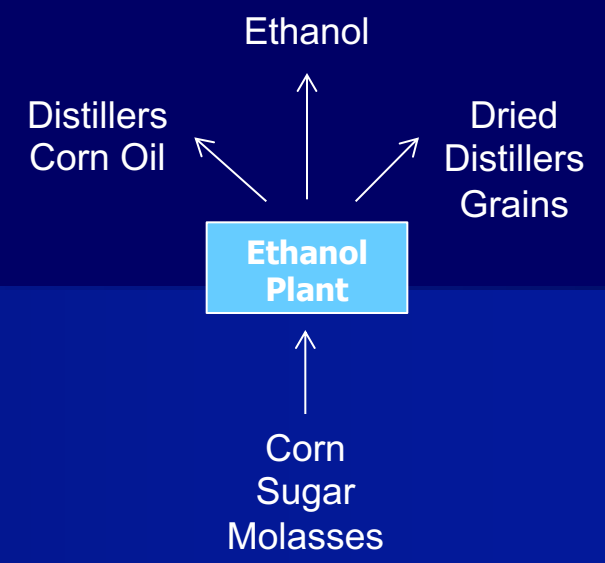 Ethanol
Distillers
Corn Oil
Dried
Distillers
Grains
Ethanol
Plant
Corn
Sugar
Molasses